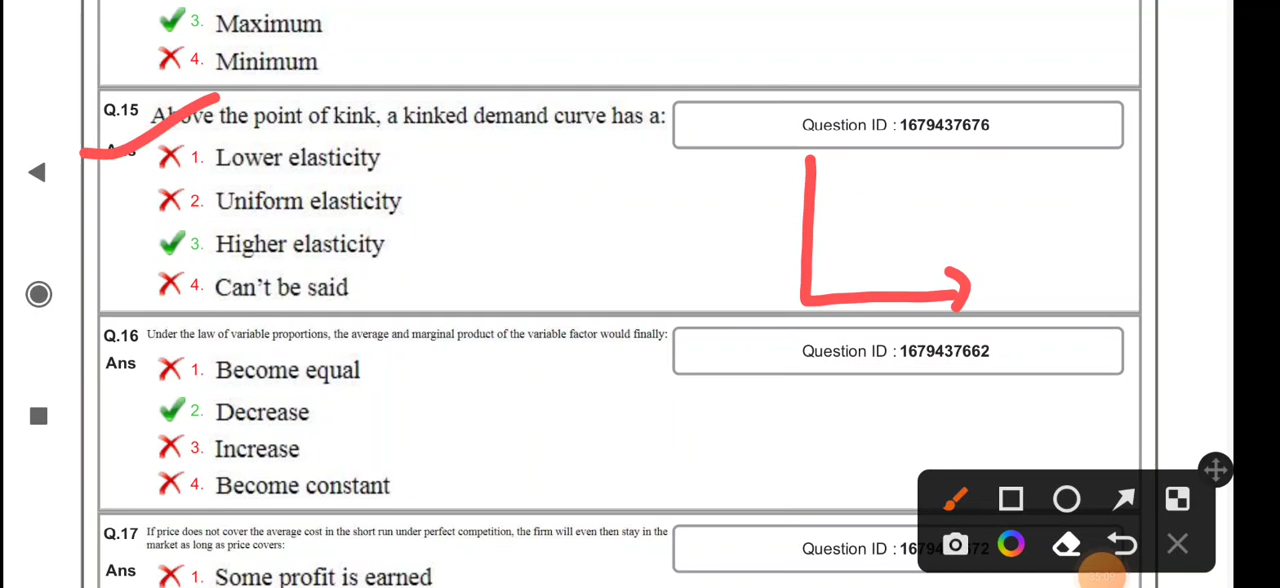 3. Maximum
4. Minimum
Q.15 Above the point of kink, a kinked demand curve has a:
Question ID : 1679437676
1. Lower elasticity
2. Uniform elasticity
3. Higher elasticity
4. Can't be said
Q.16 Under the law of variable proportions, the average and marginal product of the variable factor would finally:
Question ID : 1679437662
Ans 1. Become equal
2. Decrease
3. Increase
4. Become constant
Q.17 If price does not cover the average cost in the short run under perfect competition, the firm will even then stay in the
market as long as price covers:
Question ID :
Ans 1. Some profit is earned